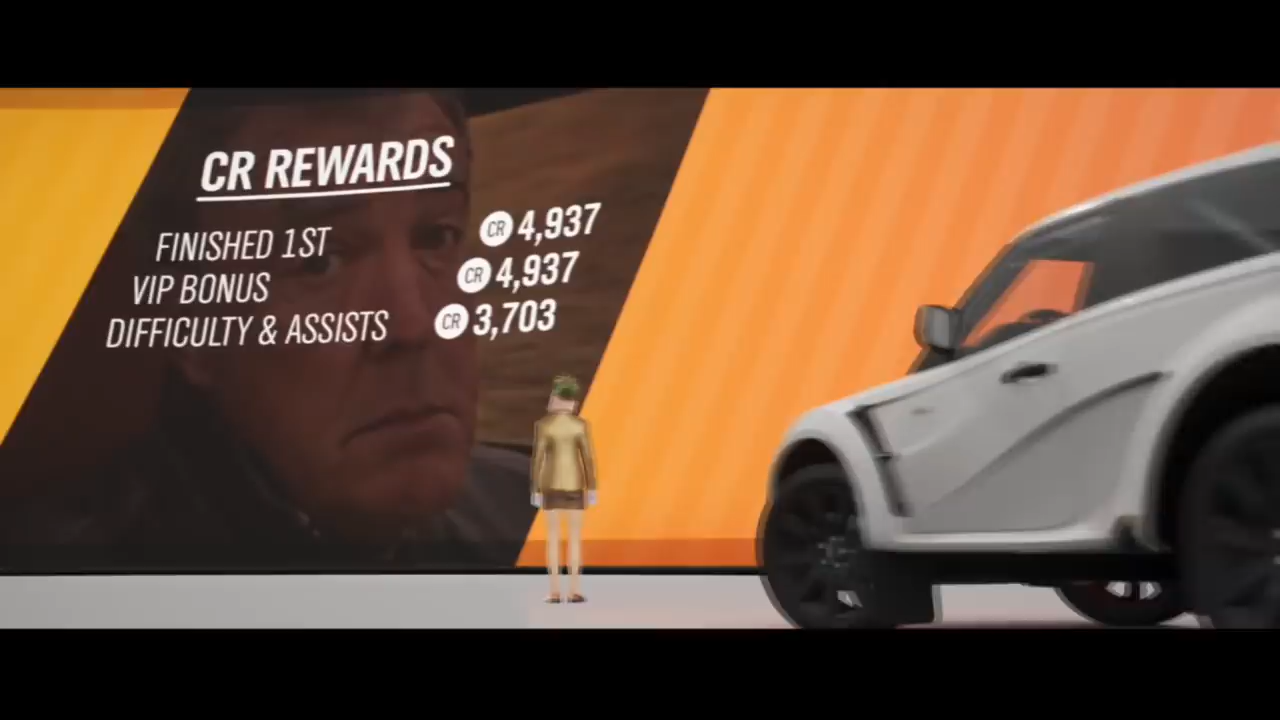 CR REWARDS
FINISHED 1ST CR 4,937
VIP BONUS CR 4,937
DIFFICULTY & ASSISTS CR 3,703